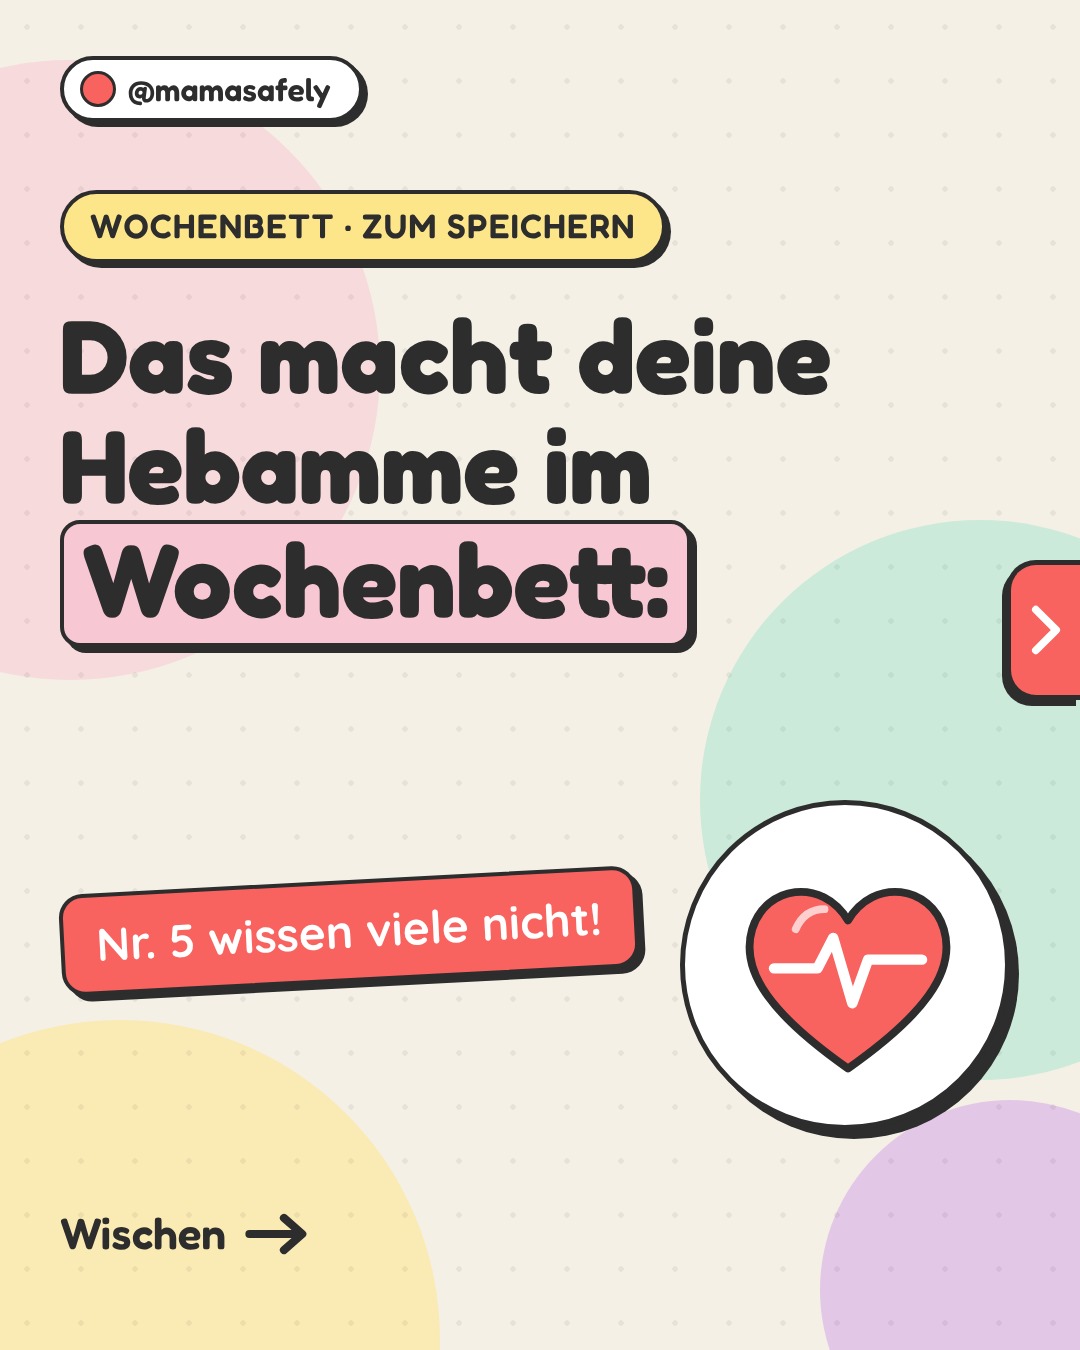 @mamasafely
WOCHENBETT · ZUM SPEICHERN
Das macht deine
Hebamme im
Wochenbett:
Nr. 5 wissen viele nicht!
Wischen